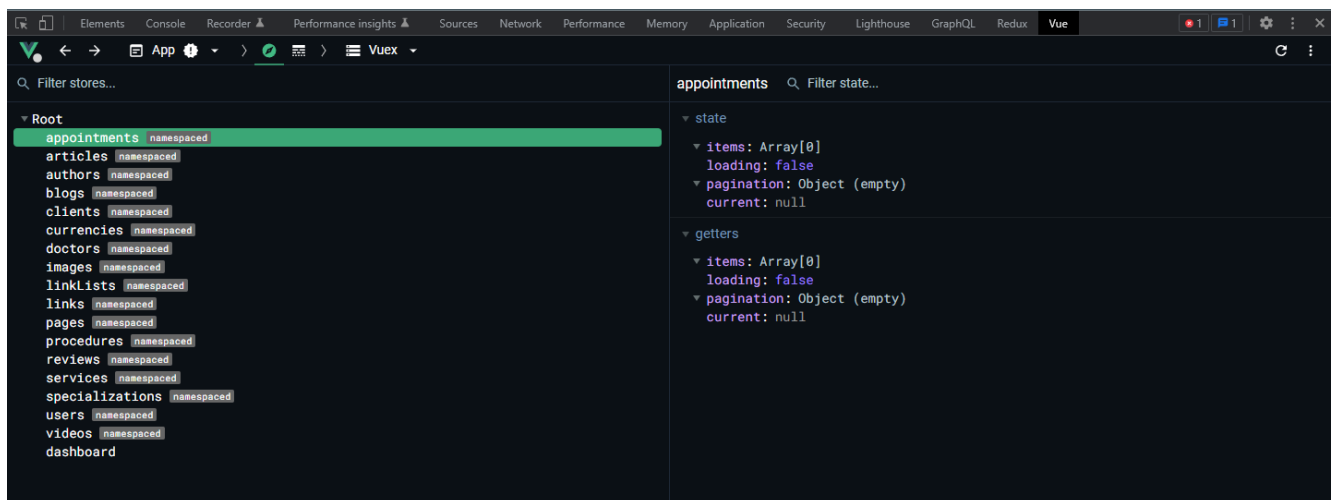 Elements Console Recorder Performance insights Sources Network Performance Memory Application Security Lighthouse GraphQL Redux Vue 1 1
App Vuex
Filter stores...
Root
appointments namespaced
articles namespaced
authors namespaced
blogs namespaced
clients namespaced
currencies namespaced
doctors namespaced
images namespaced
linkLists namespaced
links namespaced
pages namespaced
procedures namespaced
reviews namespaced
services namespaced
specializations namespaced
users namespaced
videos namespaced
dashboard
appointments Filter state...
state
items: Array[0]
loading: false
pagination: Object (empty)
current: null
getters
items: Array[0]
loading: false
pagination: Object (empty)
current: null